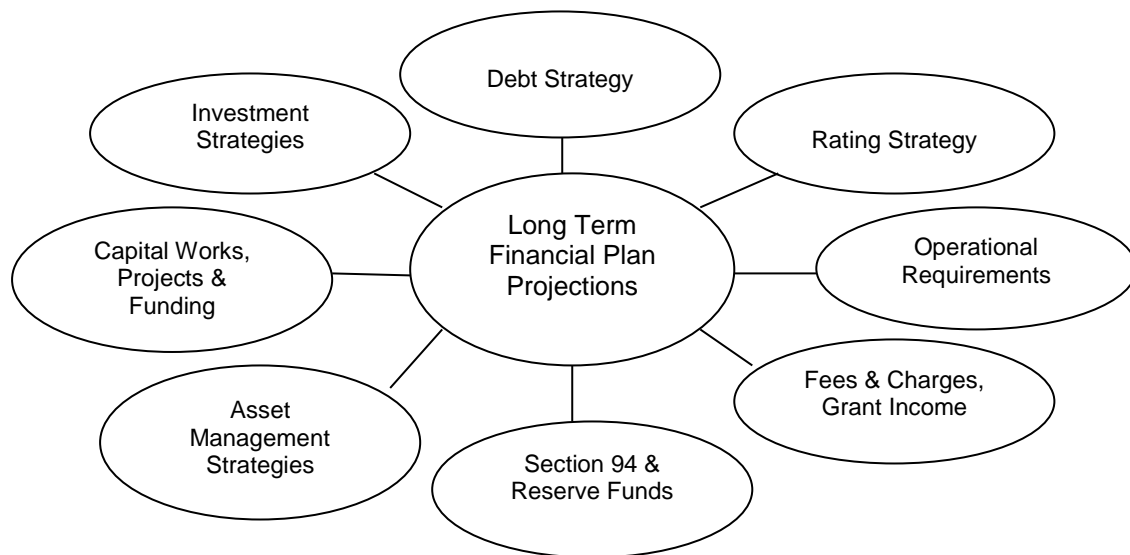 Debt Strategy
Investment
Strategies
Rating Strategy
Long Term
Financial Plan
Projections
Capital Works,
Projects &
Funding
Operational
Requirements
Fees & Charges,
Grant Income
Asset
Management
Strategies
Section 94 &
Reserve Funds